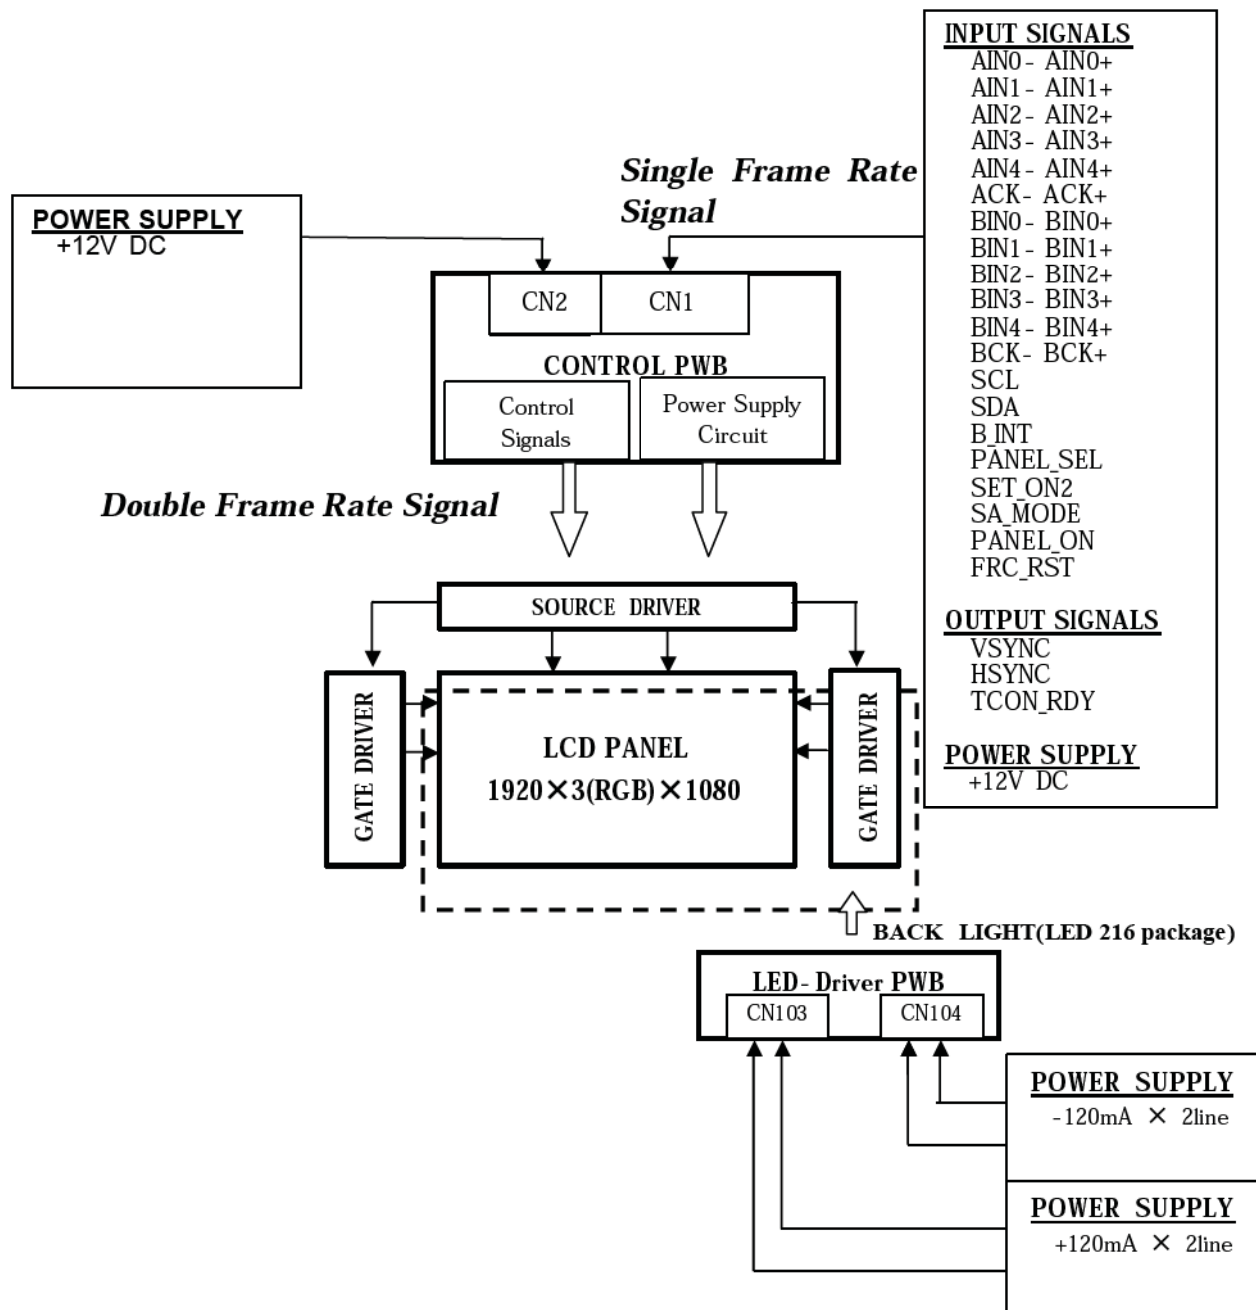 INPUT SIGNALS
AIN0- AIN0+
AIN1- AIN1+
AIN2- AIN2+
AIN3- AIN3+
AIN4- AIN4+
ACK- ACK+
BIN0- BIN0+
BIN1- BIN1+
BIN2- BIN2+
BIN3- BIN3+
BIN4- BIN4+
BCK- BCK+
SCL
SDA
B_INT
PANEL_SEL
SET_ON2
SA_MODE
PANEL_ON
FRC_RST
OUTPUT SIGNALS
VSYNC
HSYNC
TCON_RDY
POWER SUPPLY
+12V DC
Single Frame Rate
Signal
POWER SUPPLY
+12V DC
CN2
CN1
CONTROL PWB
Control
Signals
Power Supply
Circuit
Double Frame Rate Signal
SOURCE DRIVER
GATE DRIVER
LCD PANEL
1920×3(RGB)×1080
GATE DRIVER
BACK LIGHT(LED 216 package)
LED-Driver PWB
CN103
CN104
POWER SUPPLY
-120mA × 2line
POWER SUPPLY
+120mA × 2line